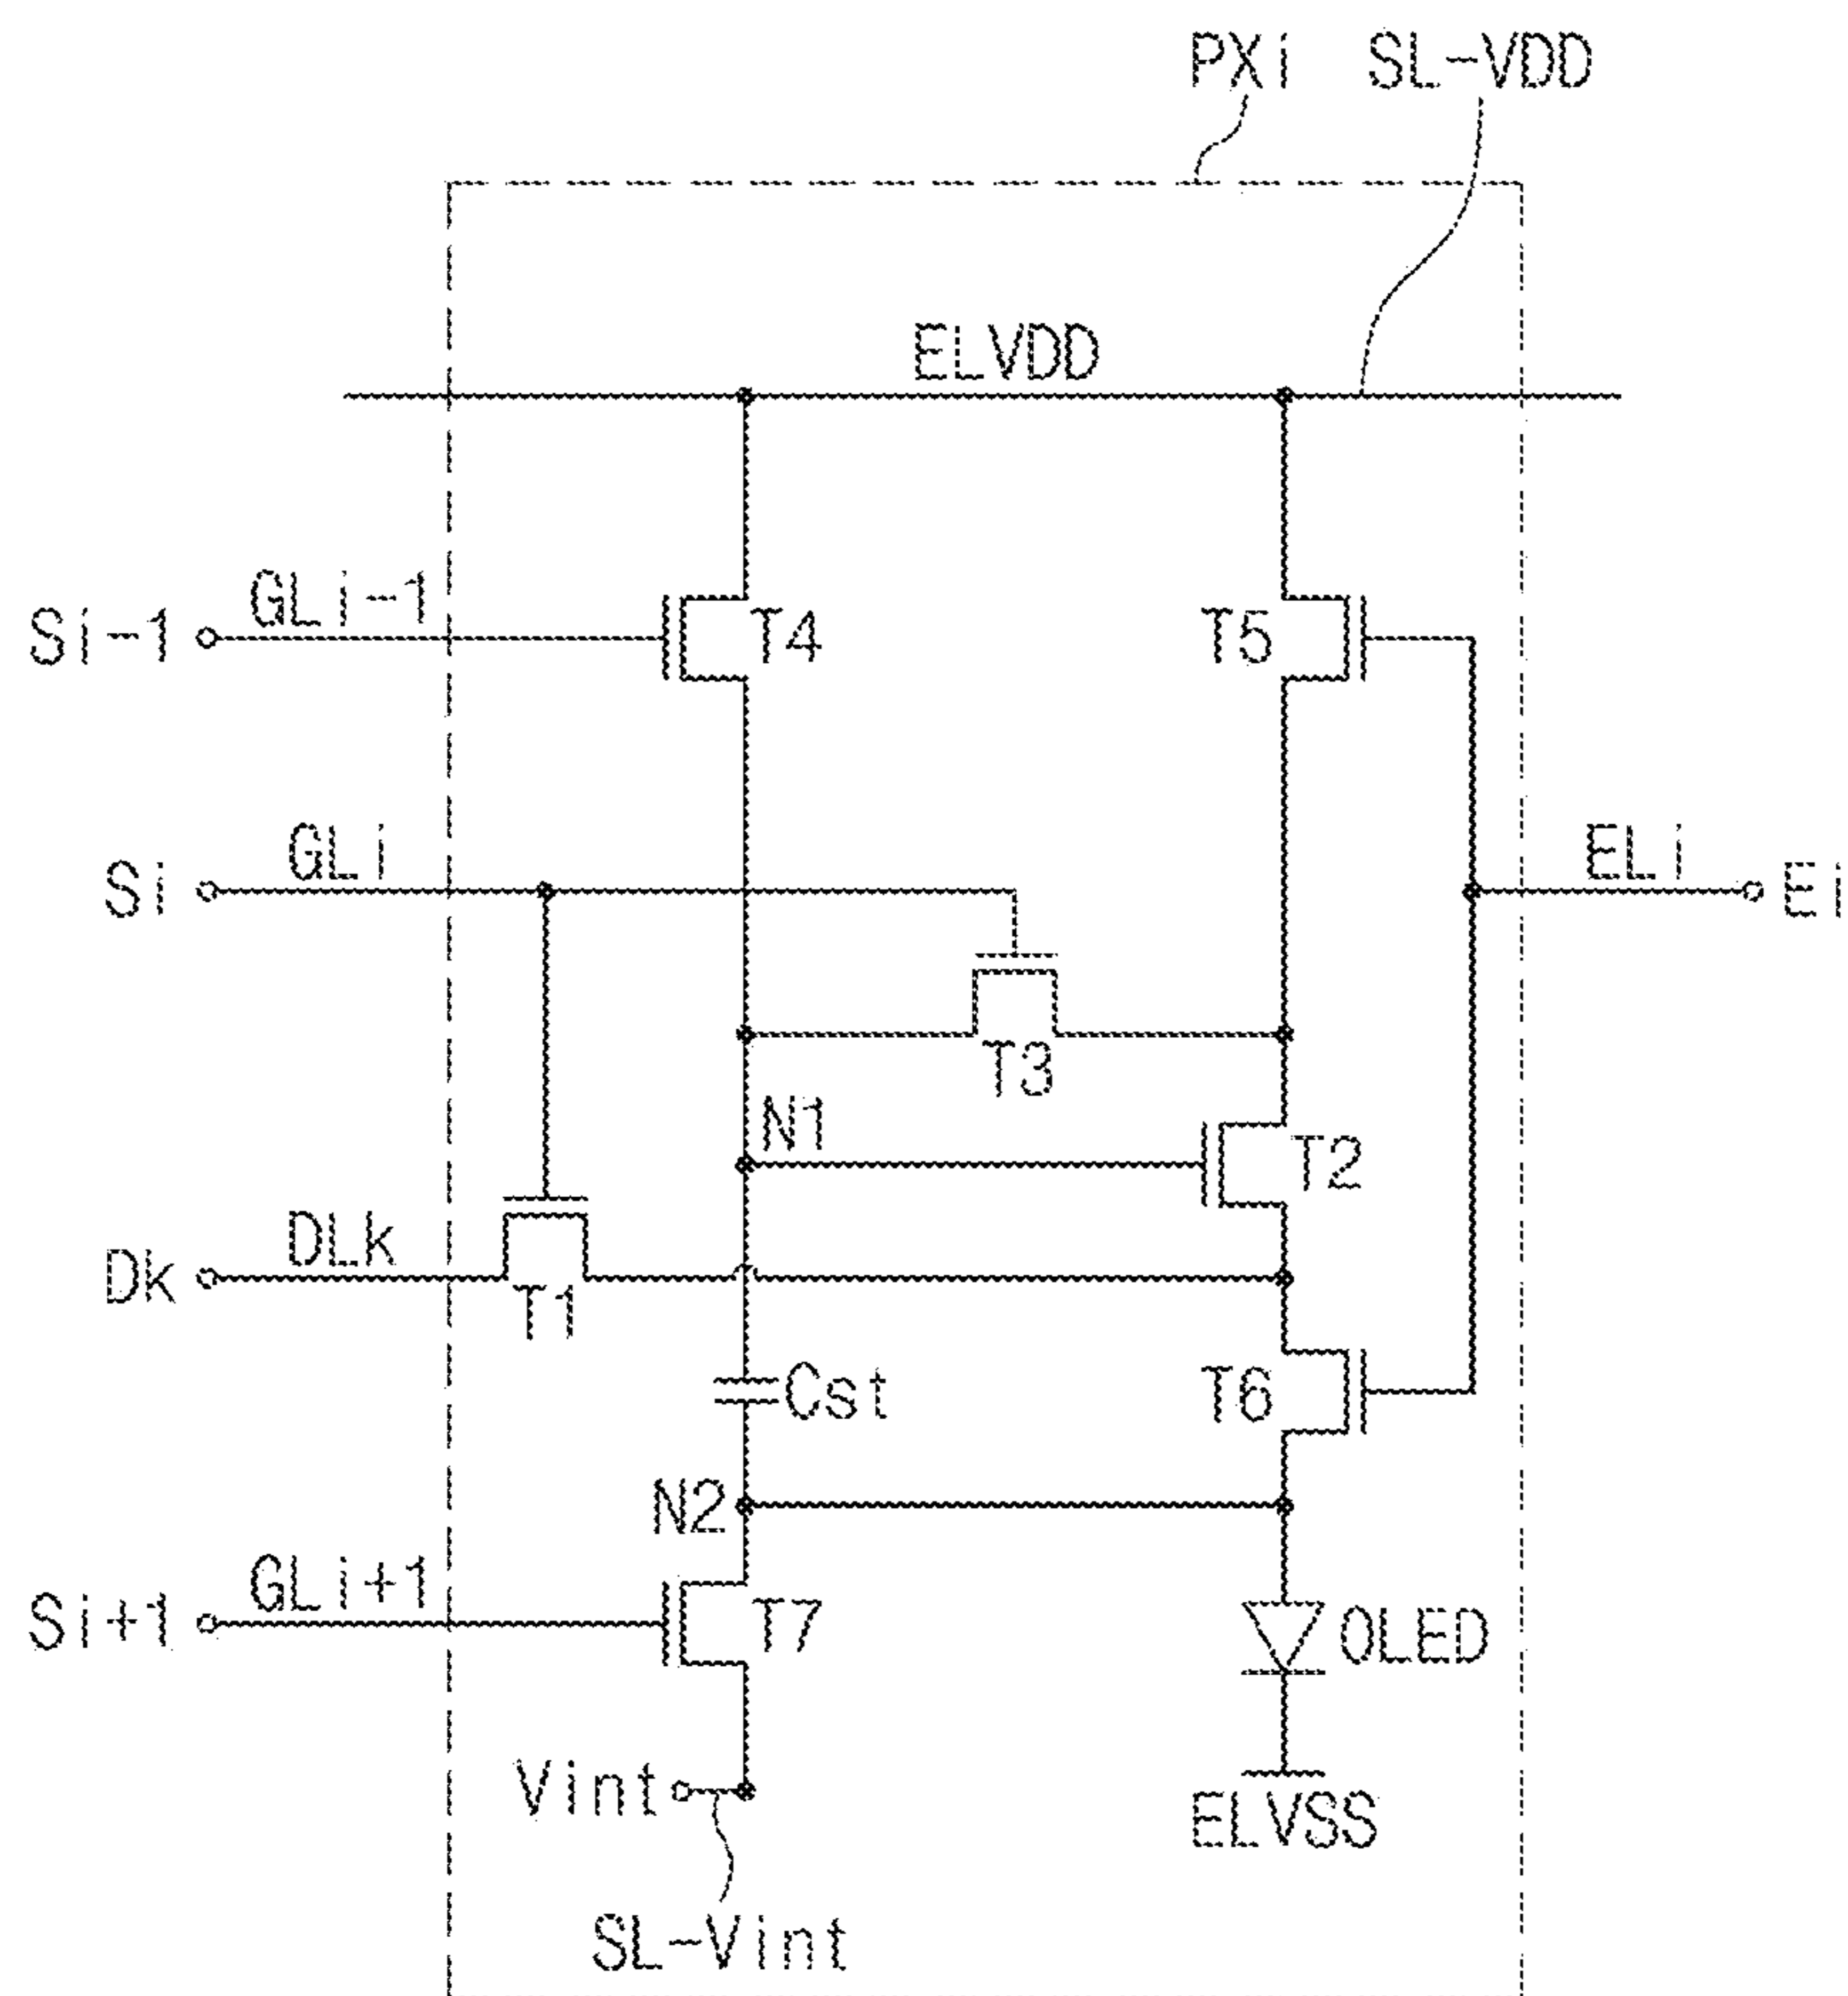 PXi SL-VDD
ELVDD
GLi-1
Si-1 T4 T5
GLi ELi
Si Ei
T3
N1
T2
DLk
Dk T1
Cst T6
N2
GLi+1
Si+1 T7 OLED
Vint
ELVSS
SL-Vint